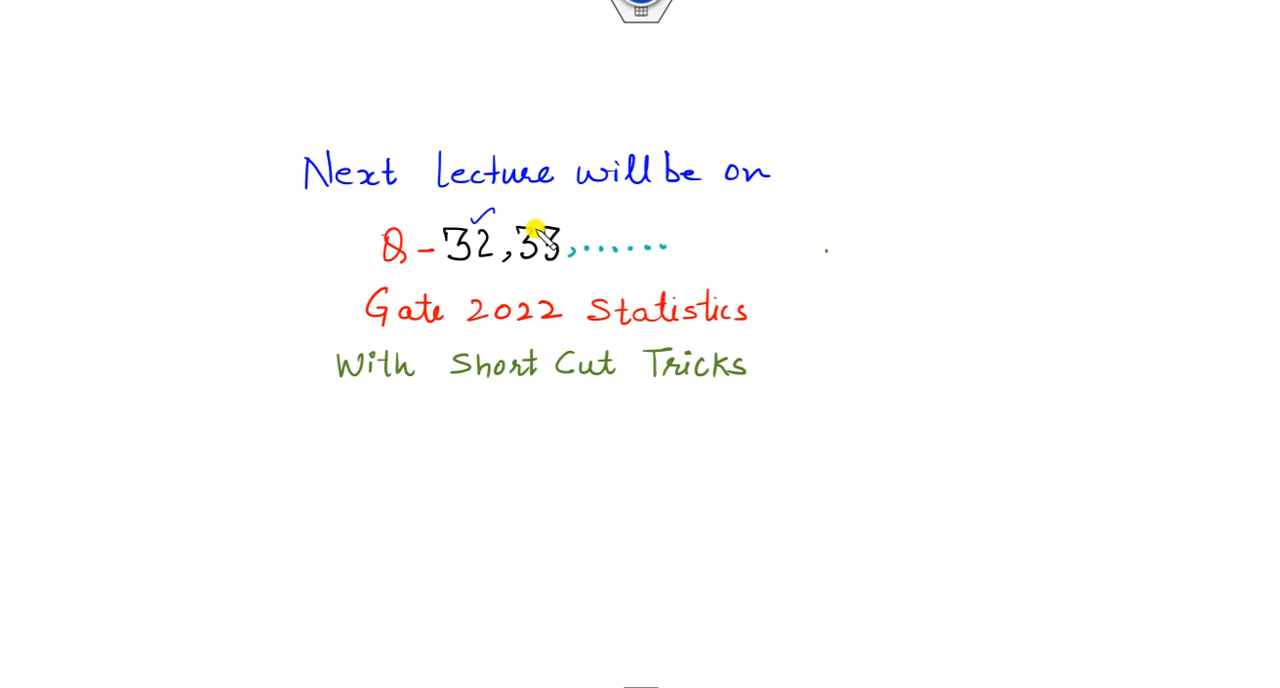 Next lecture will be on
Q - 32, 33, .......
Gate 2022 Statistics
With Short Cut Tricks